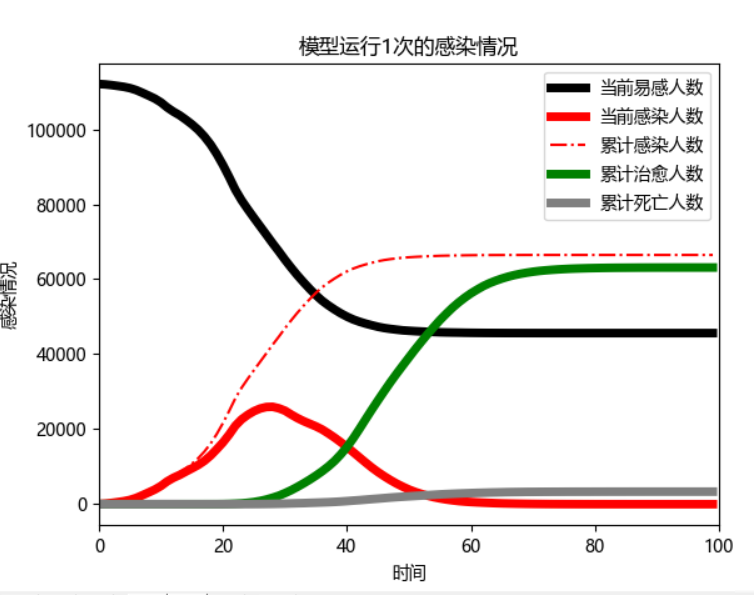 模型运行1次的感染情况
当前易感人数
当前感染人数
累计感染人数
累计治愈人数
累计死亡人数
感染情况
100000
80000
60000
40000
20000
0
0 20 40 60 80 100
时间